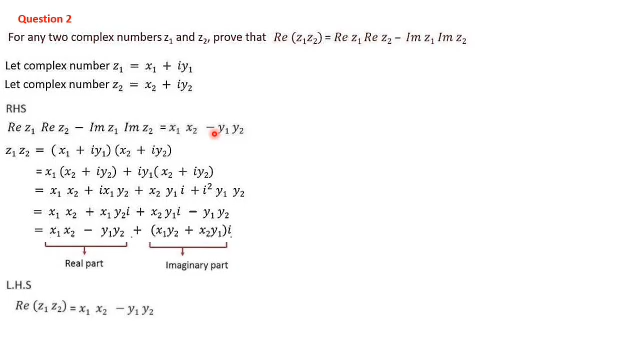 Question 2
For any two complex numbers z₁ and z₂, prove that Re (z₁z₂) = Re z₁ Re z₂ − Im z₁ Im z₂
Let complex number z₁ = x₁ + iy₁
Let complex number z₂ = x₂ + iy₂
RHS
Re z₁ Re z₂ − Im z₁ Im z₂ = x₁ x₂ − y₁ y₂
z₁ z₂ = (x₁ + iy₁) (x₂ + iy₂)
= x₁ (x₂ + iy₂) + iy₁( x₂ + iy₂)
= x₁ x₂ + ix₁ y₂ + x₂ y₁ i + i² y₁ y₂
= x₁ x₂ + x₁ y₂i + x₂ y₁i − y₁ y₂
= x₁ x₂ − y₁y₂ + (x₁y₂ + x₂y₁)i
Real part Imaginary part
L.H.S
Re (z₁ z₂) = x₁ x₂ − y₁ y₂